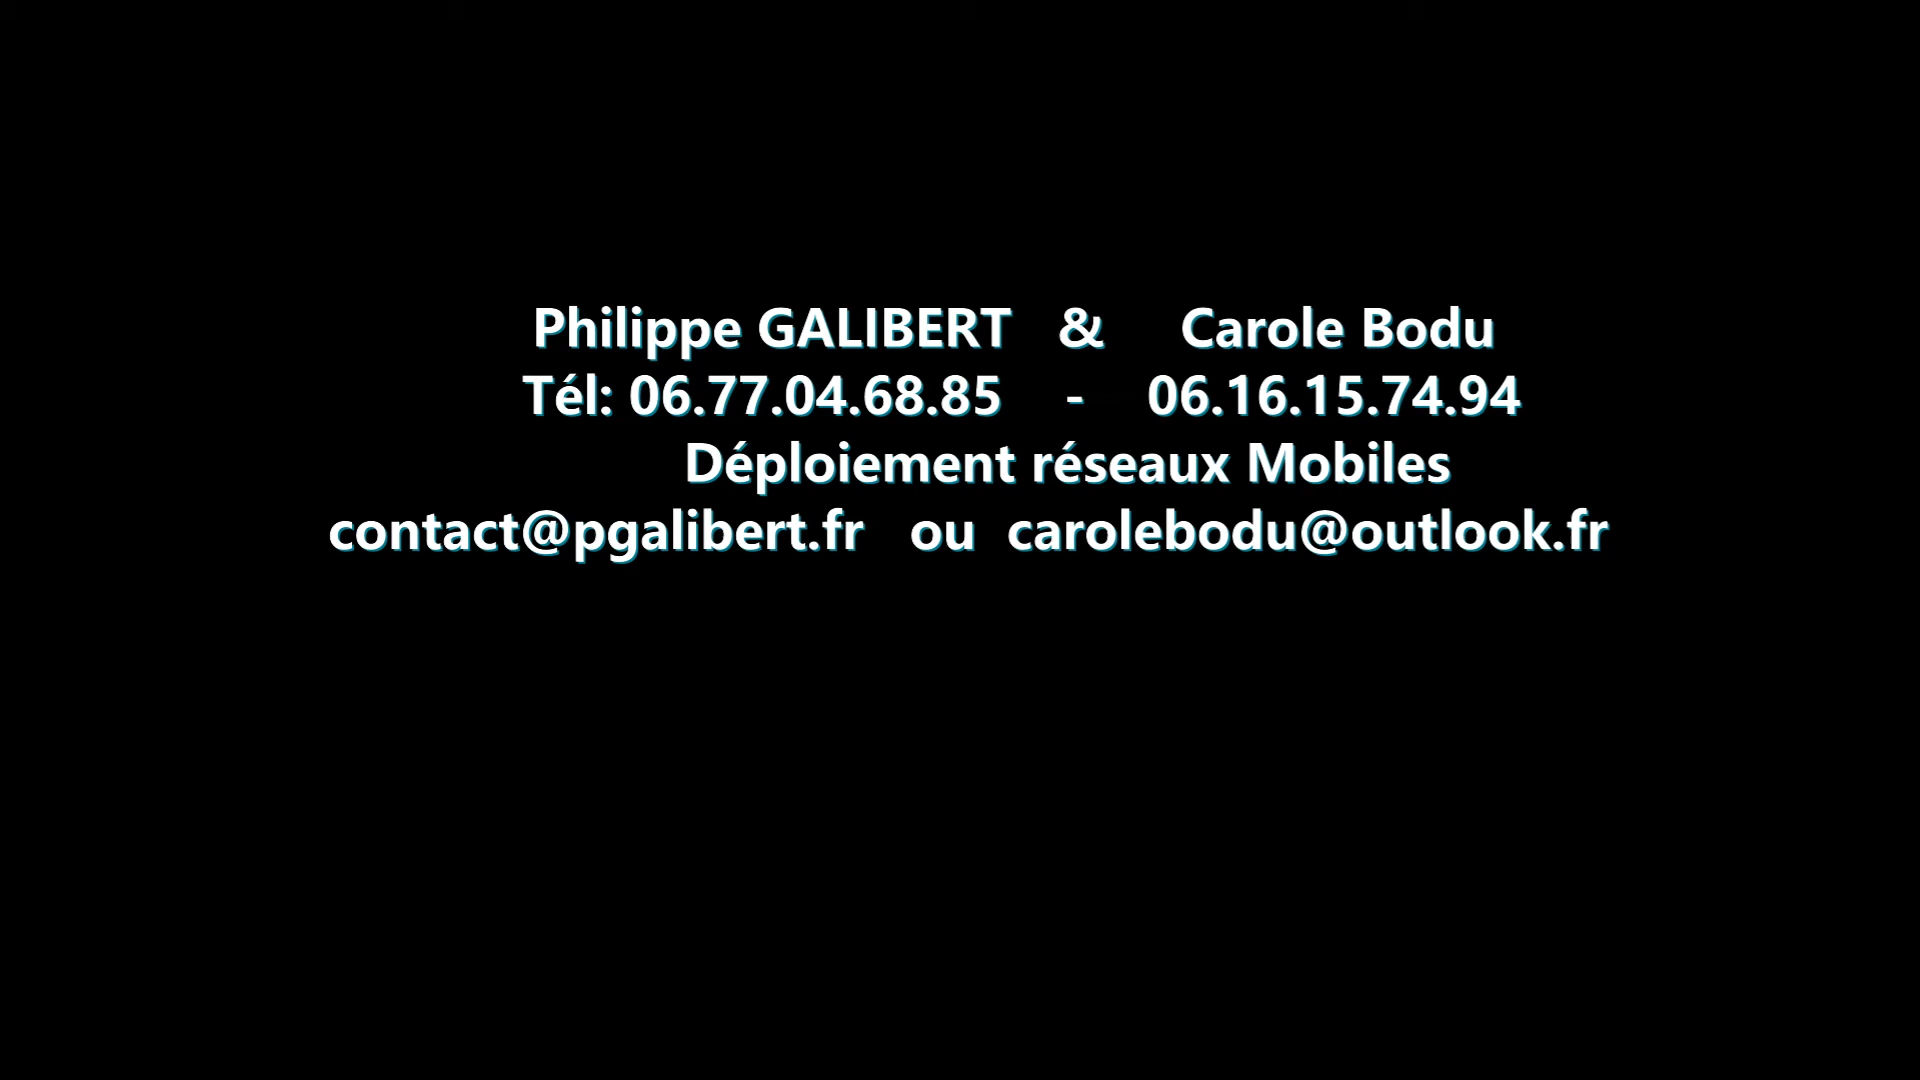 Philippe GALIBERT & Carole Bodu
Tél: 06.77.04.68.85 - 06.16.15.74.94
Déploiement réseaux Mobiles
contact@pgalibert.fr ou carolebodu@outlook.fr